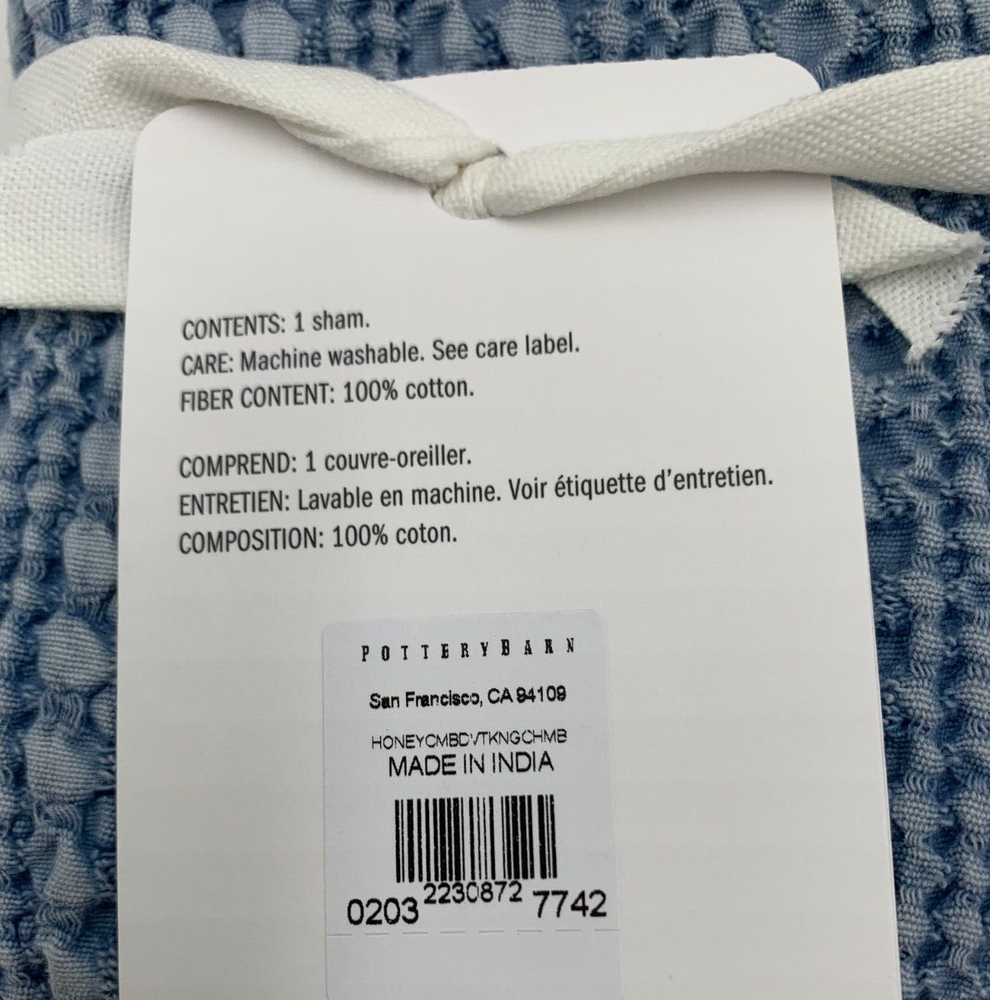 CONTENTS: 1 sham.
CARE: Machine washable. See care label.
FIBER CONTENT: 100% cotton.
COMPREND: 1 couvre-oreiller.
ENTRETIEN: Lavable en machine. Voir étiquette d'entretien.
COMPOSITION: 100% coton.
POTTERYBARN
San Francisco, CA 94109
HONEYCMBDVTKNGCHMB
MADE IN INDIA
0203 2230872 7742